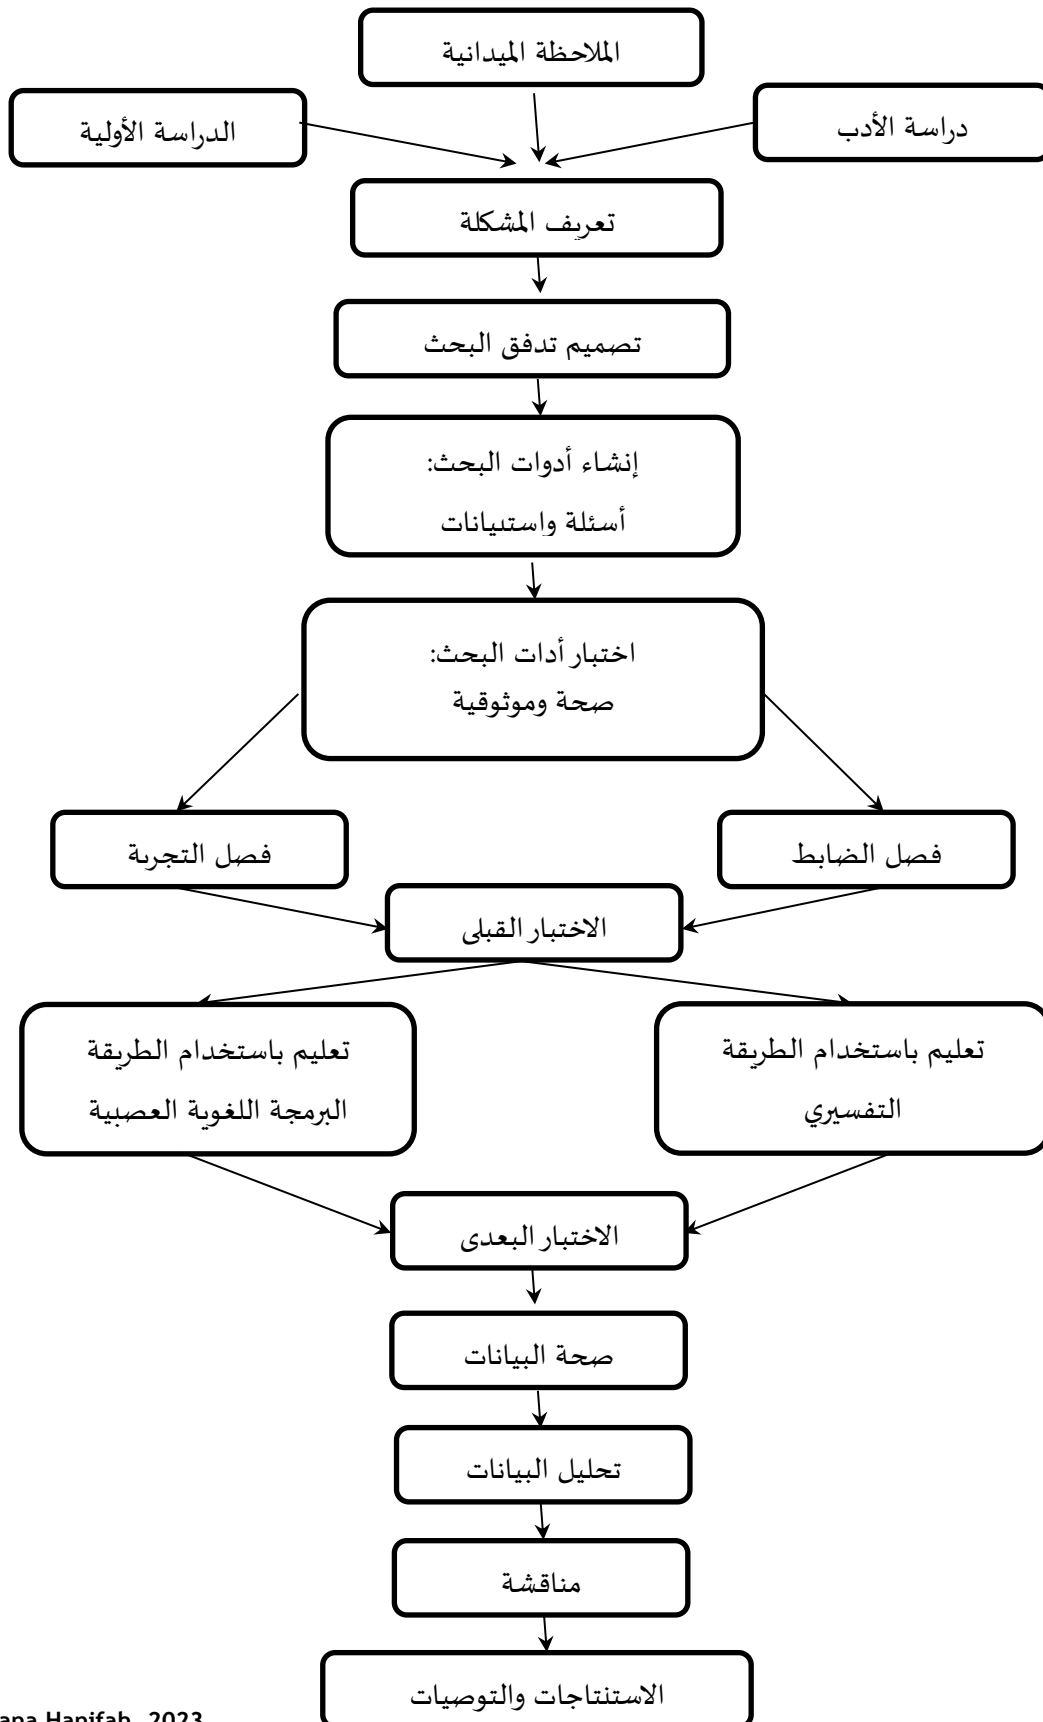 الملاحظة الميدانية
دراسة الأدب
الدراسة الأولية
تعريف المشكلة
تصميم تدفق البحث
إنشاء أدوات البحث:
أسئلة واستبيانات
اختبار أدات البحث:
صحة وموثوقية
فصل الضابط
فصل التجربة
الاختبار القبلى
تعليم باستخدام الطريقة
التفسيري
تعليم باستخدام الطريقة
البرمجة اللغوية العصبية
الاختبار البعدى
صحة البيانات
تحليل البيانات
مناقشة
الاستنتاجات والتوصيات
2023